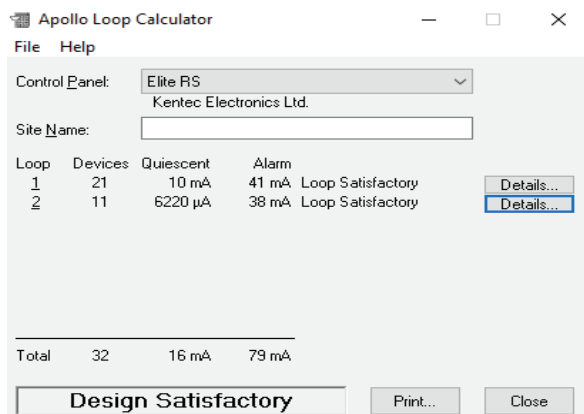 Apollo Loop Calculator
File Help
Control Panel: Elite RS
Kentec Electronics Ltd.
Site Name:
Loop Devices Quiescent Alarm
1 21 10 mA 41 mA Loop Satisfactory Details...
2 11 6220 µA 38 mA Loop Satisfactory Details...
Total 32 16 mA 79 mA
Design Satisfactory Print... Close